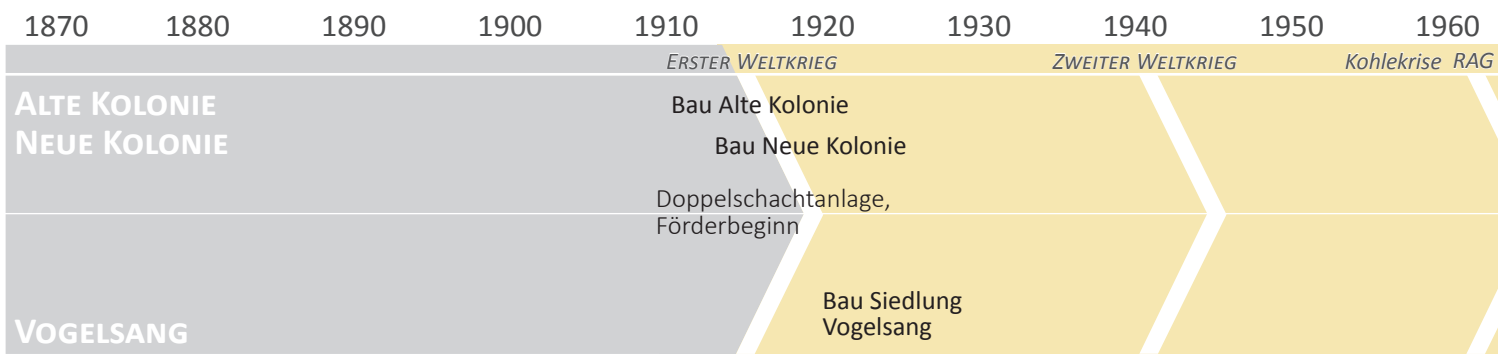 1870 1880 1890 1900 1910 1920 1930 1940 1950 1960
ERSTER WELTKRIEG ZWEITER WELTKRIEG Kohlekrise RAG
ALTE KOLONIE Bau Alte Kolonie
NEUE KOLONIE Bau Neue Kolonie
Doppelschachtanlage,
Förderbeginn
Bau Siedlung
Vogelsang
VOGELSANG